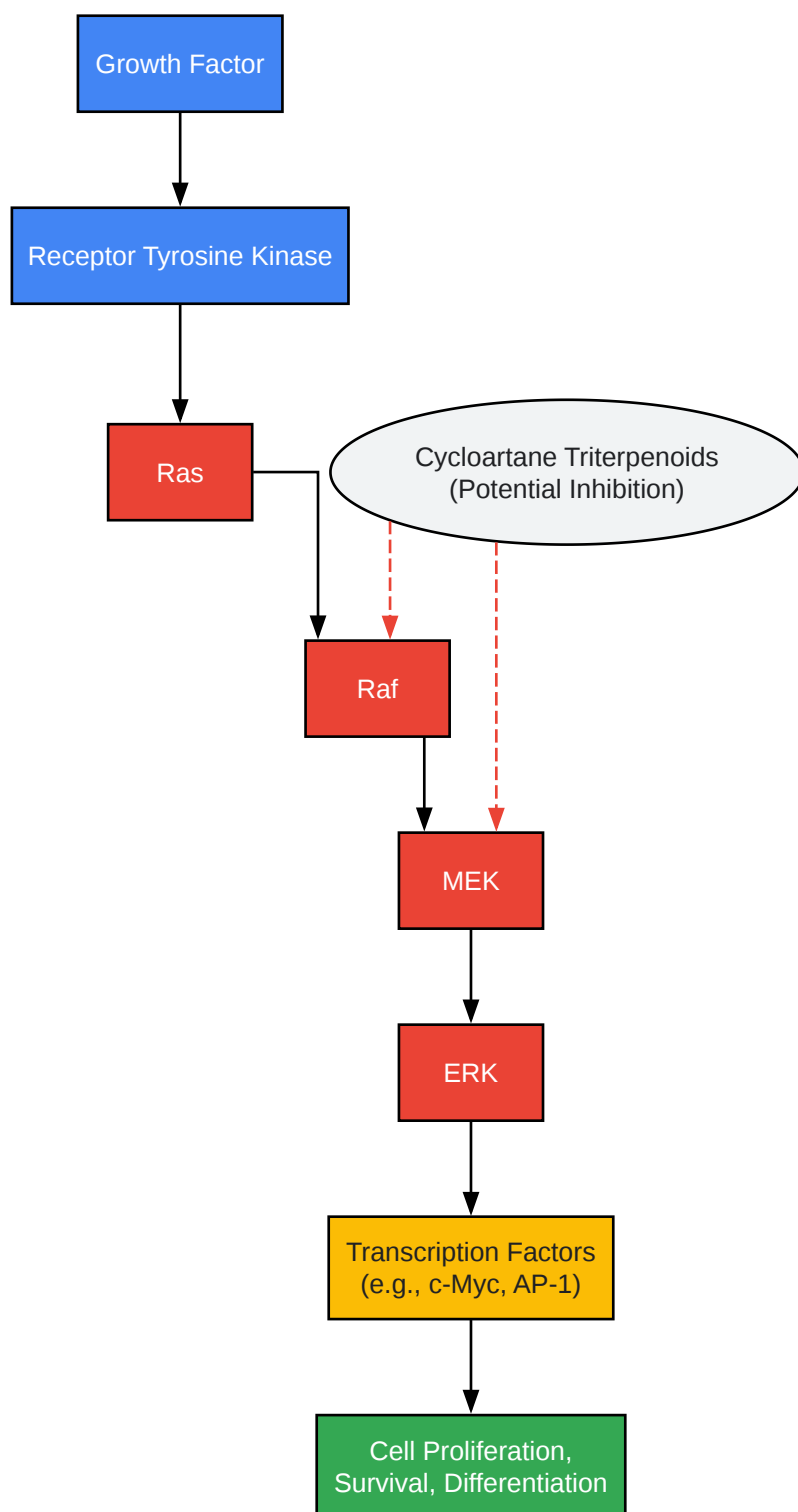 Growth Factor
Receptor Tyrosine Kinase
Ras
Cycloartane Triterpenoids
(Potential Inhibition)
Raf
MEK
ERK
Transcription Factors
(e.g., c-Myc, AP-1)
Cell Proliferation,
Survival, Differentiation